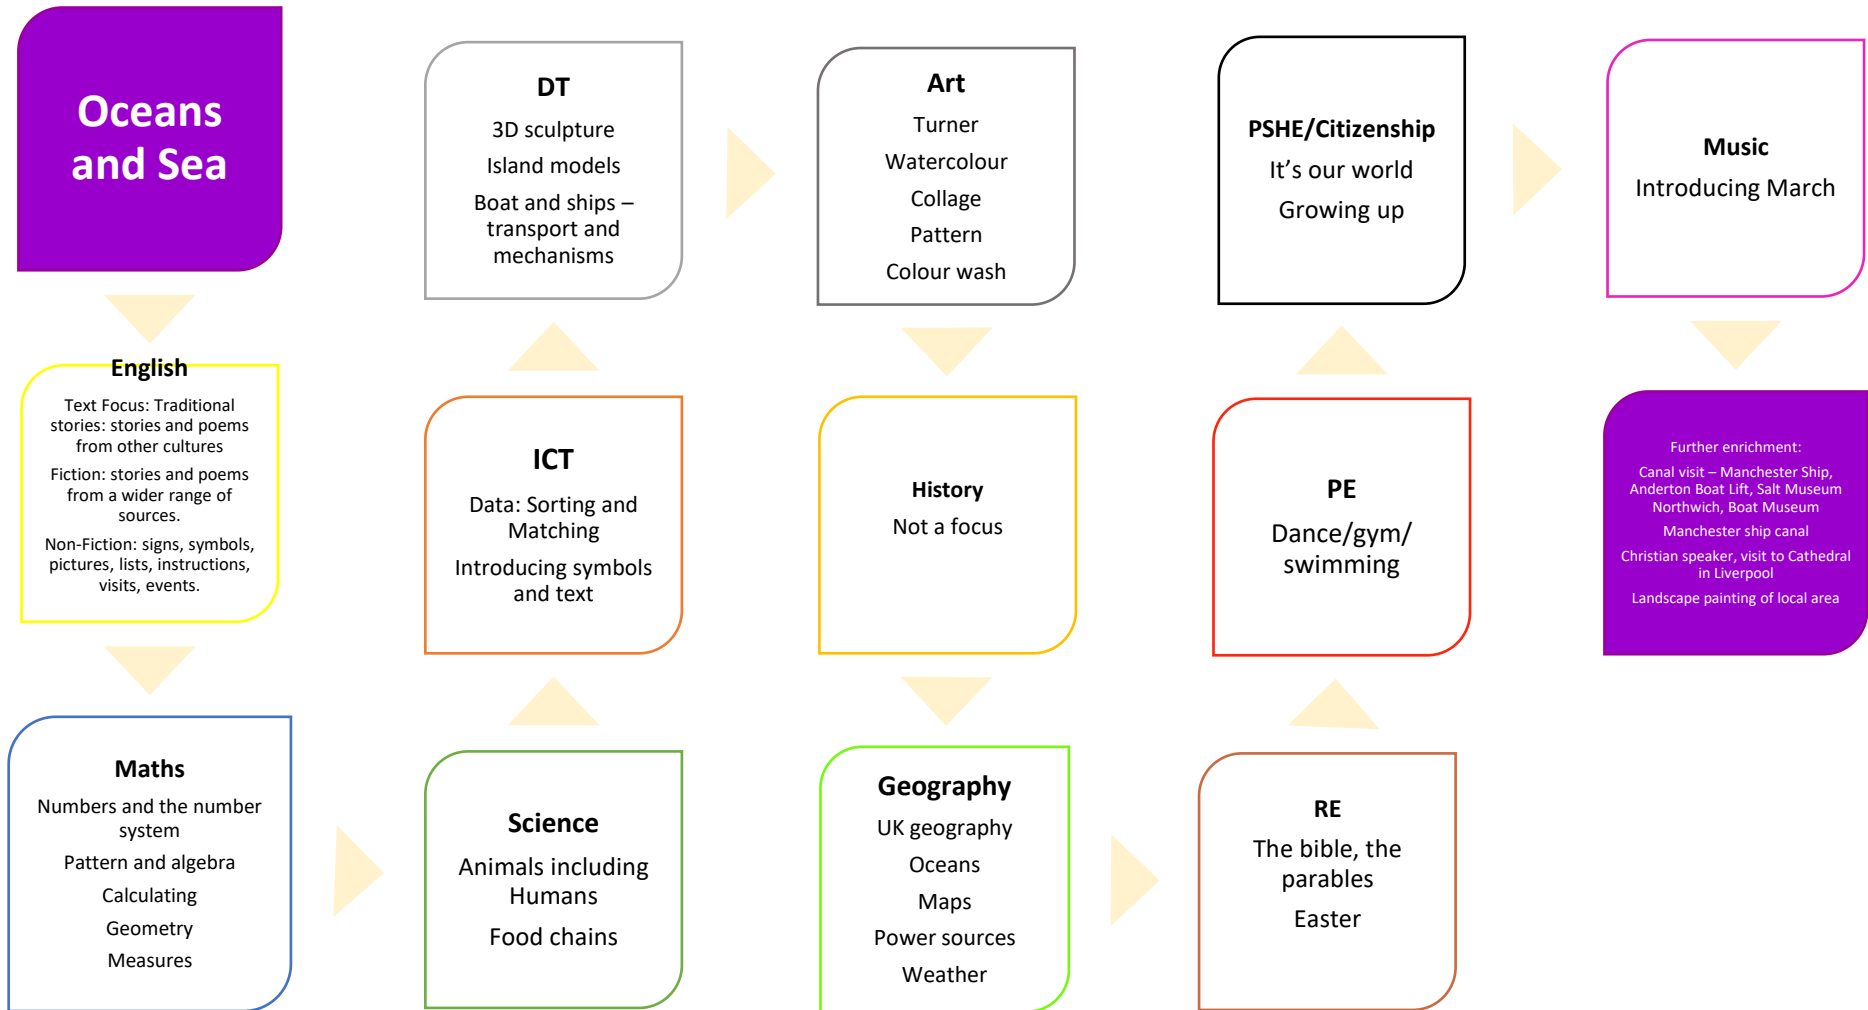 Oceans
and Sea
English
Text Focus: Traditional
stories: stories and poems
from other cultures
Fiction: stories and poems
from a wider range of
sources.
Non-Fiction: signs, symbols,
pictures, lists, instructions,
visits, events.
Maths
Numbers and the number
system
Pattern and algebra
Calculating
Geometry
Measures
Science
Animals including
Humans
Food chains
ICT
Data: Sorting and
Matching
Introducing symbols
and text
DT
3D sculpture
Island models
Boat and ships –
transport and
mechanisms
Art
Turner
Watercolour
Collage
Pattern
Colour wash
History
Not a focus
Geography
UK geography
Oceans
Maps
Power sources
Weather
RE
The bible, the
parables
Easter
PE
Dance/gym/
swimming
PSHE/Citizenship
It’s our world
Growing up
Music
Introducing March
Further enrichment:
Canal visit – Manchester Ship,
Anderton Boat Lift, Salt Museum
Northwich, Boat Museum
Manchester ship canal
Christian speaker, visit to Cathedral
in Liverpool
Landscape painting of local area